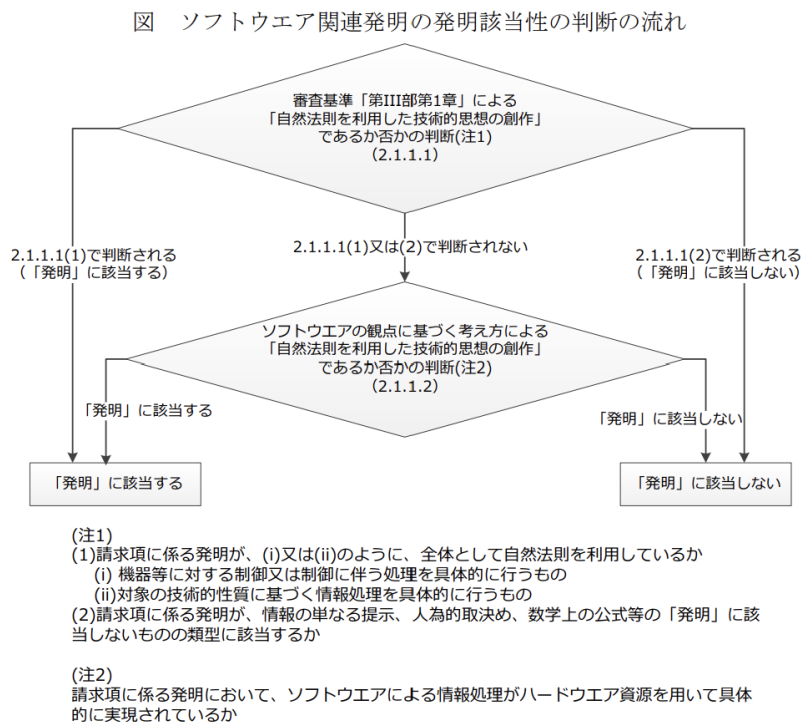 図　ソフトウエア関連発明の発明該当性の判断の流れ
審査基準「第III部第1章」による
「自然法則を利用した技術的思想の創作」
であるか否かの判断(注1)
（2.1.1.1）
2.1.1.1(1)で判断される
（「発明」に該当する）
2.1.1.1(1)又は(2)で判断されない
2.1.1.1(2)で判断される
（「発明」に該当しない）
ソフトウエアの観点に基づく考え方による
「自然法則を利用した技術的思想の創作」
であるか否かの判断(注2)
（2.1.1.2）
「発明」に該当する
「発明」に該当しない
「発明」に該当する
「発明」に該当しない
(注1)
(1)請求項に係る発明が、(i)又は(ii)のように、全体として自然法則を利用しているか
(i) 機器等に対する制御又は制御に伴う処理を具体的に行うもの
(ii)対象の技術的性質に基づく情報処理を具体的に行うもの
(2)請求項に係る発明が、情報の単なる提示、人為的取決め、数学上の公式等の「発明」に該
当しないものの類型に該当するか
(注2)
請求項に係る発明において、ソフトウエアによる情報処理がハードウエア資源を用いて具体
的に実現されているか